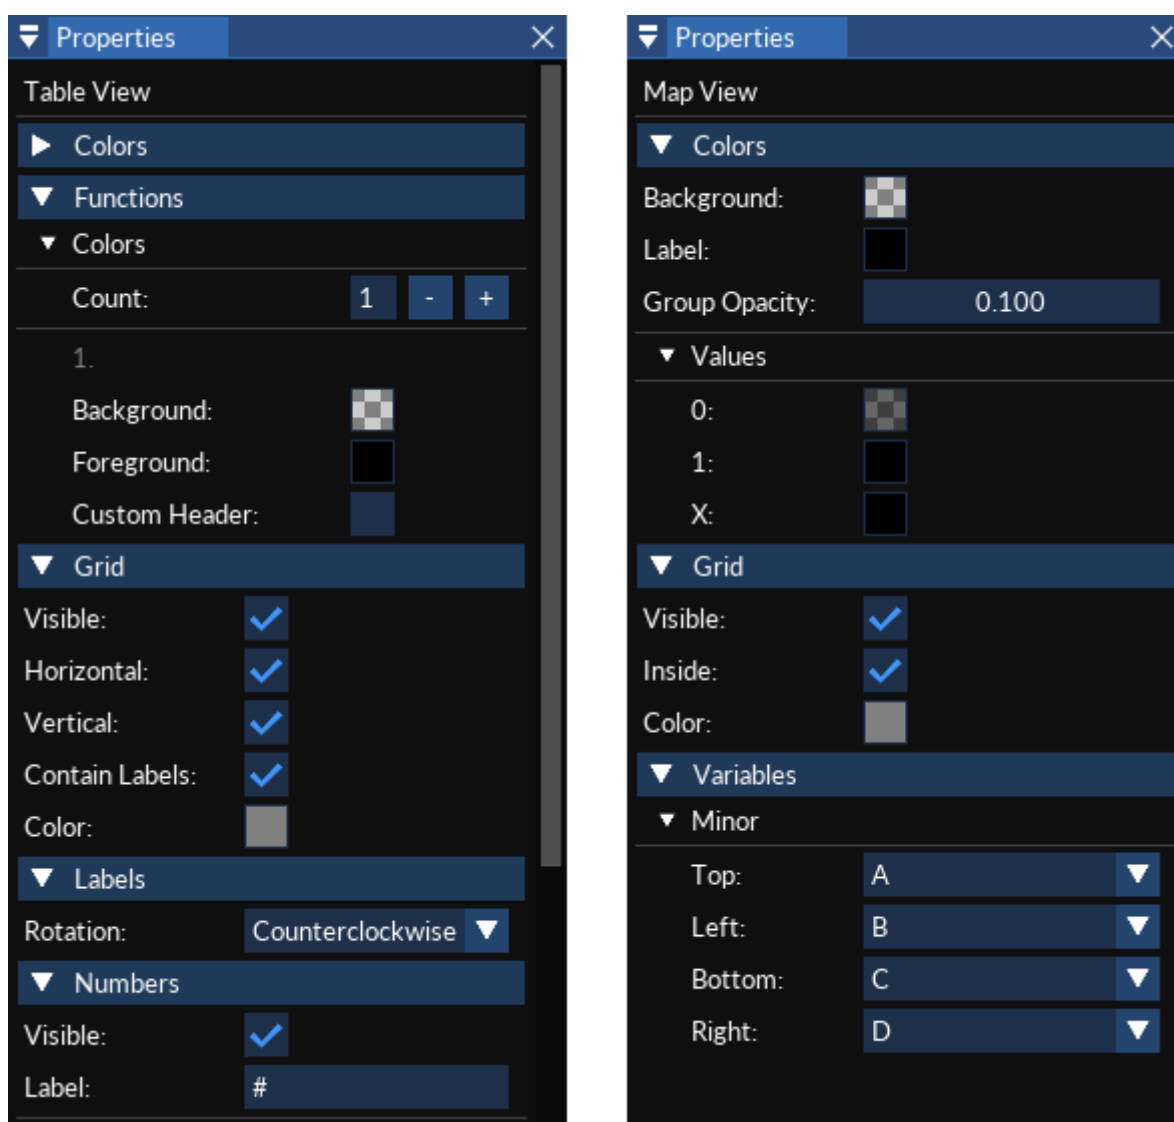 Properties
Table View
Colors
Functions
Colors
Count: 1 - +
1.
Background:
Foreground:
Custom Header:
Grid
Visible:
Horizontal:
Vertical:
Contain Labels:
Color:
Labels
Rotation: Counterclockwise
Numbers
Visible:
Label: #
Properties
Map View
Colors
Background:
Label:
Group Opacity: 0.100
Values
0:
1:
X:
Grid
Visible:
Inside:
Color:
Variables
Minor
Top: A
Left: B
Bottom: C
Right: D